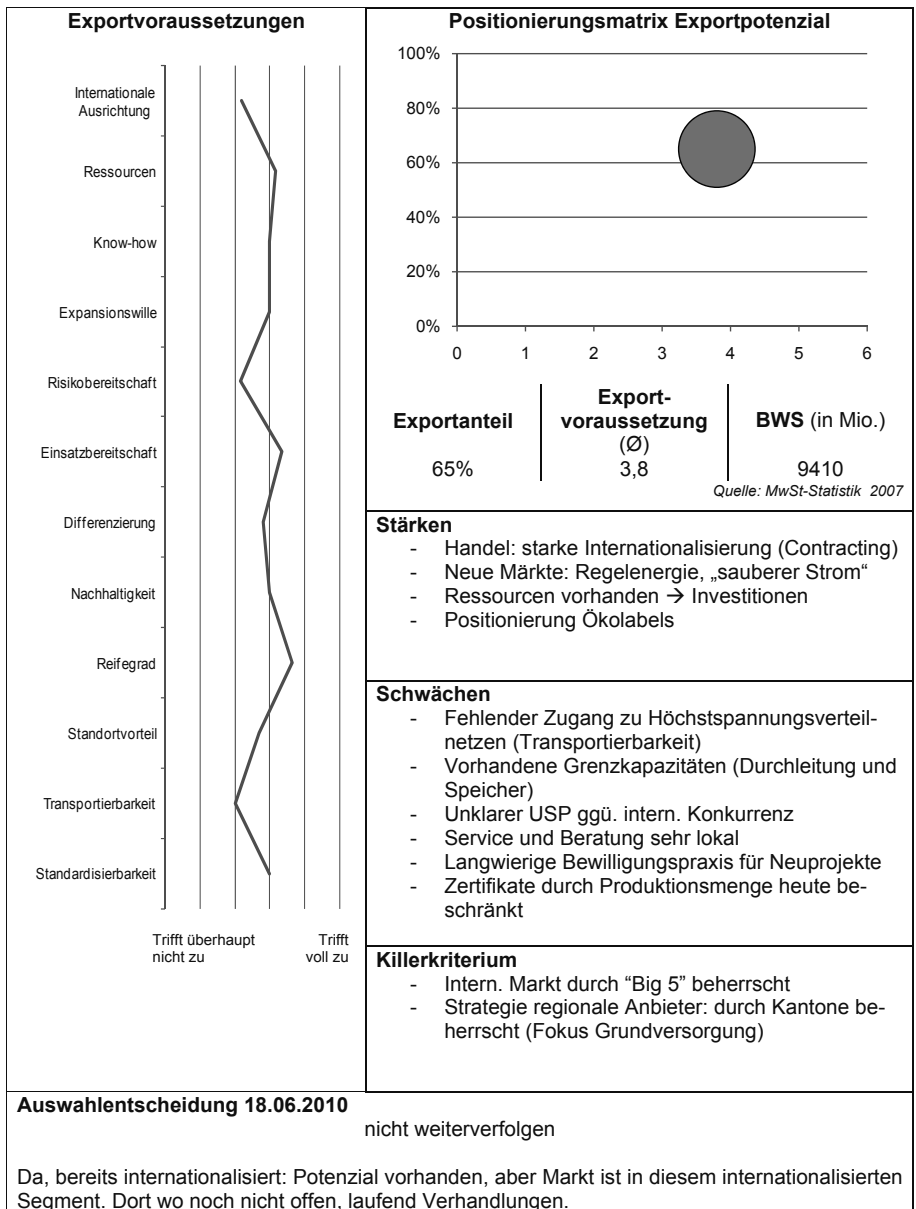 Exportvoraussetzungen
Internationale
Ausrichtung
Ressourcen
Know-how
Expansionswille
Risikobereitschaft
Einsatzbereitschaft
Differenzierung
Nachhaltigkeit
Reifegrad
Standortvorteil
Transportierbarkeit
Standardisierbarkeit
Trifft überhaupt
nicht zu
Trifft
voll zu
Positionierungsmatrix Exportpotenzial
100%
80%
60%
40%
20%
0%
0 1 2 3 4 5 6
Exportanteil
65%
Export-
voraussetzung
(Ø)
3,8
BWS (in Mio.)
9410
Quelle: MwSt-Statistik 2007
Stärken
- Handel: starke Internationalisierung (Contracting)
- Neue Märkte: Regelenergie, „sauberer Strom“
- Ressourcen vorhanden → Investitionen
- Positionierung Ökolabels
Schwächen
- Fehlender Zugang zu Höchstspannungsverteil-
netzen (Transportierbarkeit)
- Vorhandene Grenzkapazitäten (Durchleitung und
Speicher)
- Unklarer USP ggü. intern. Konkurrenz
- Service und Beratung sehr lokal
- Langwierige Bewilligungspraxis für Neuprojekte
- Zertifikate durch Produktionsmenge heute be-
schränkt
Killerkriterium
- Intern. Markt durch “Big 5” beherrscht
- Strategie regionale Anbieter: durch Kantone be-
herrscht (Fokus Grundversorgung)
Auswahlentscheidung 18.06.2010
nicht weiterverfolgen
Da, bereits internationalisiert: Potenzial vorhanden, aber Markt ist in diesem internationalisierten
Segment. Dort wo noch nicht offen, laufend Verhandlungen.